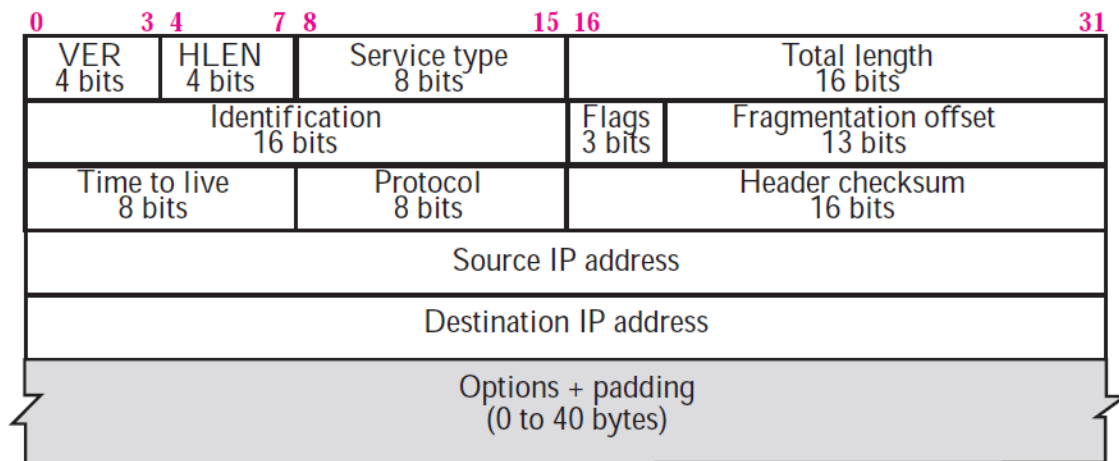 0 3 4 7 8 15 16 31
VER HLEN Service type Total length
4 bits 4 bits 8 bits 16 bits
Identification Flags Fragmentation offset
16 bits 3 bits 13 bits
Time to live Protocol Header checksum
8 bits 8 bits 16 bits
Source IP address
Destination IP address
Options + padding
(0 to 40 bytes)